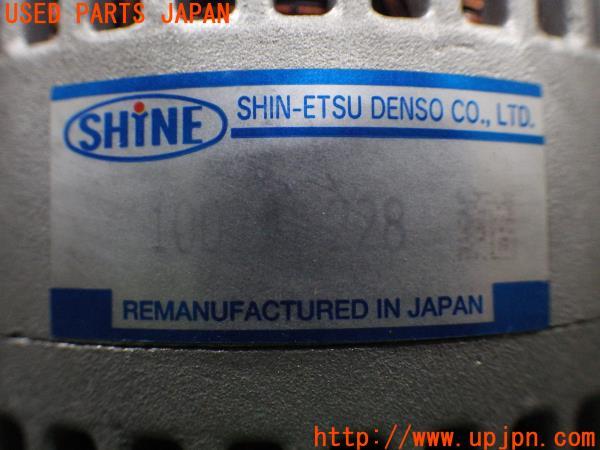 USED PARTS JAPAN
SHiNE
SHIN-ETSU DENSO CO., LTD.
REMANUFACTURED IN JAPAN
http://www.upjpn.com